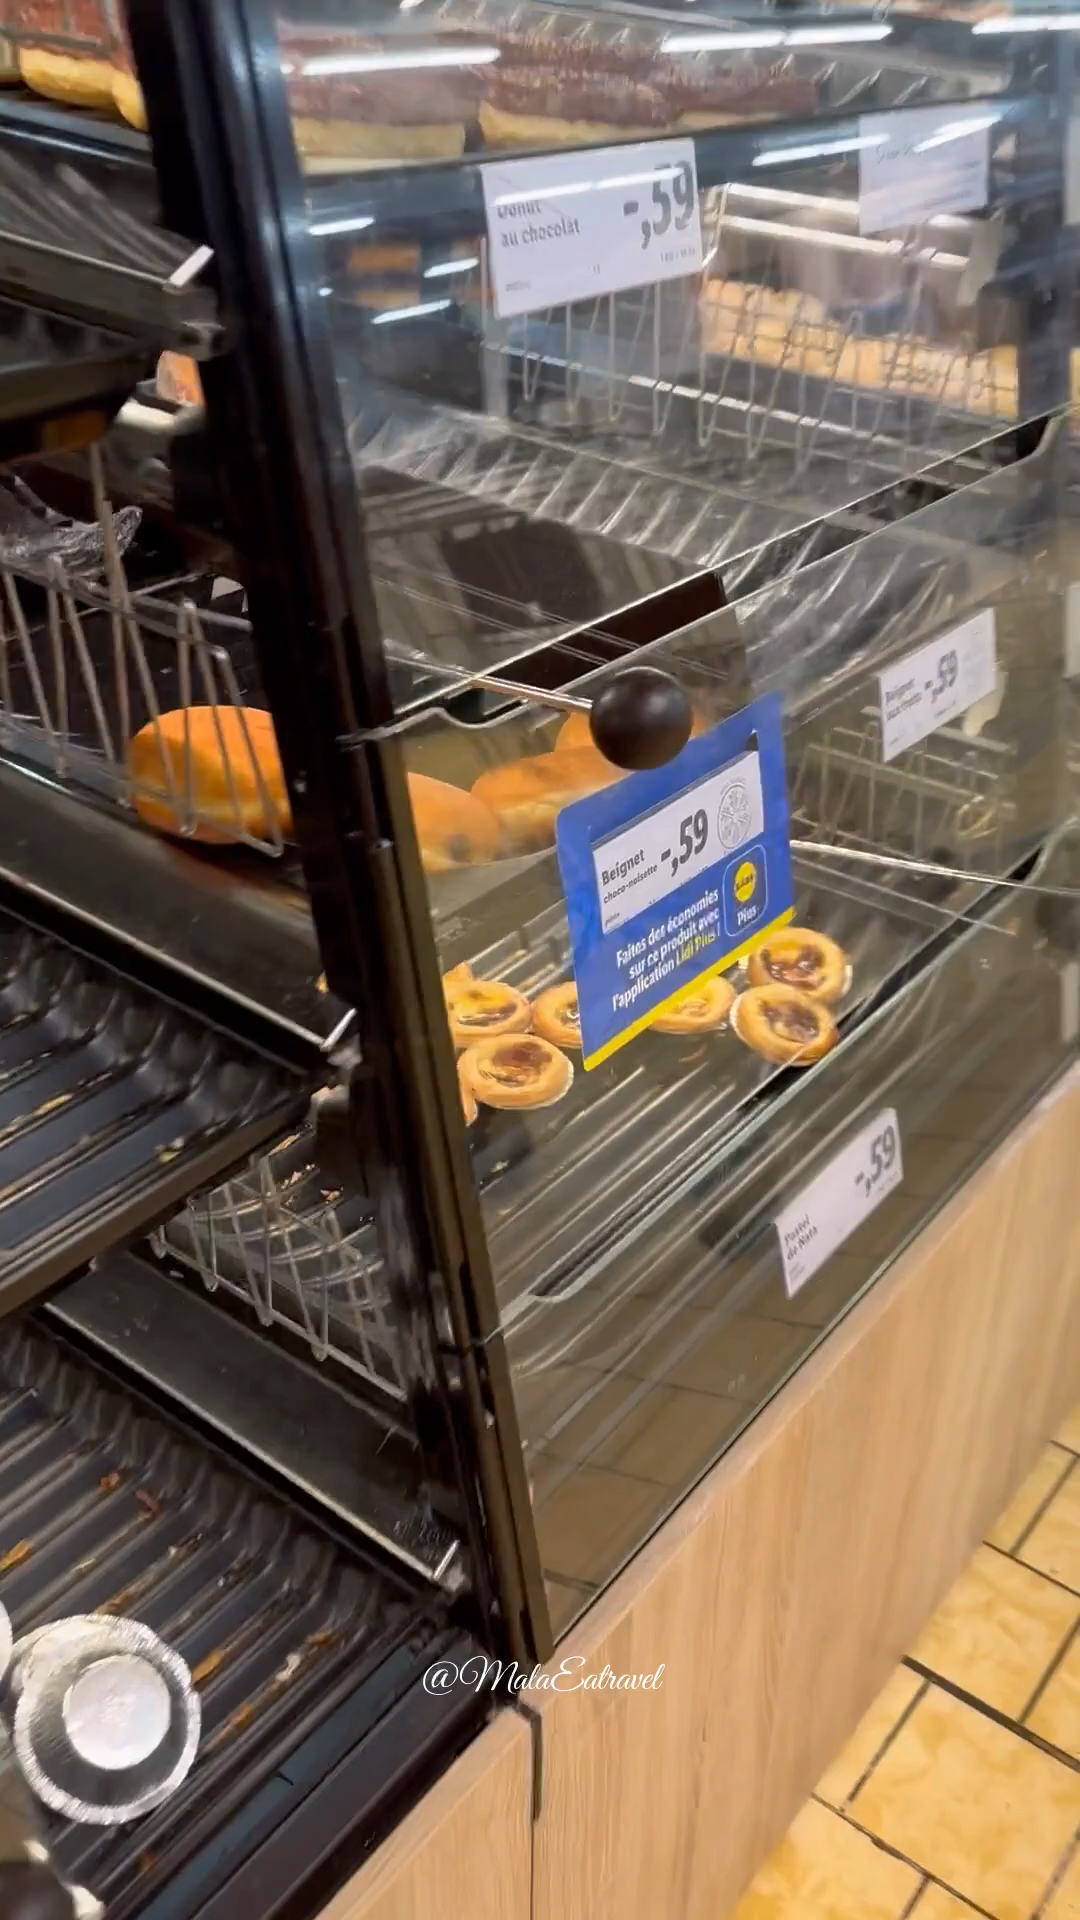 Donut
au chocolat
-,59
Beignet
-,59
Beignet
choco-noisette
pièce
-,59
Faites des économies
sur ce produit avec
l'application Lidl Plus !
Plus
Pastel
de Nata
-,59
@MalaEatravel